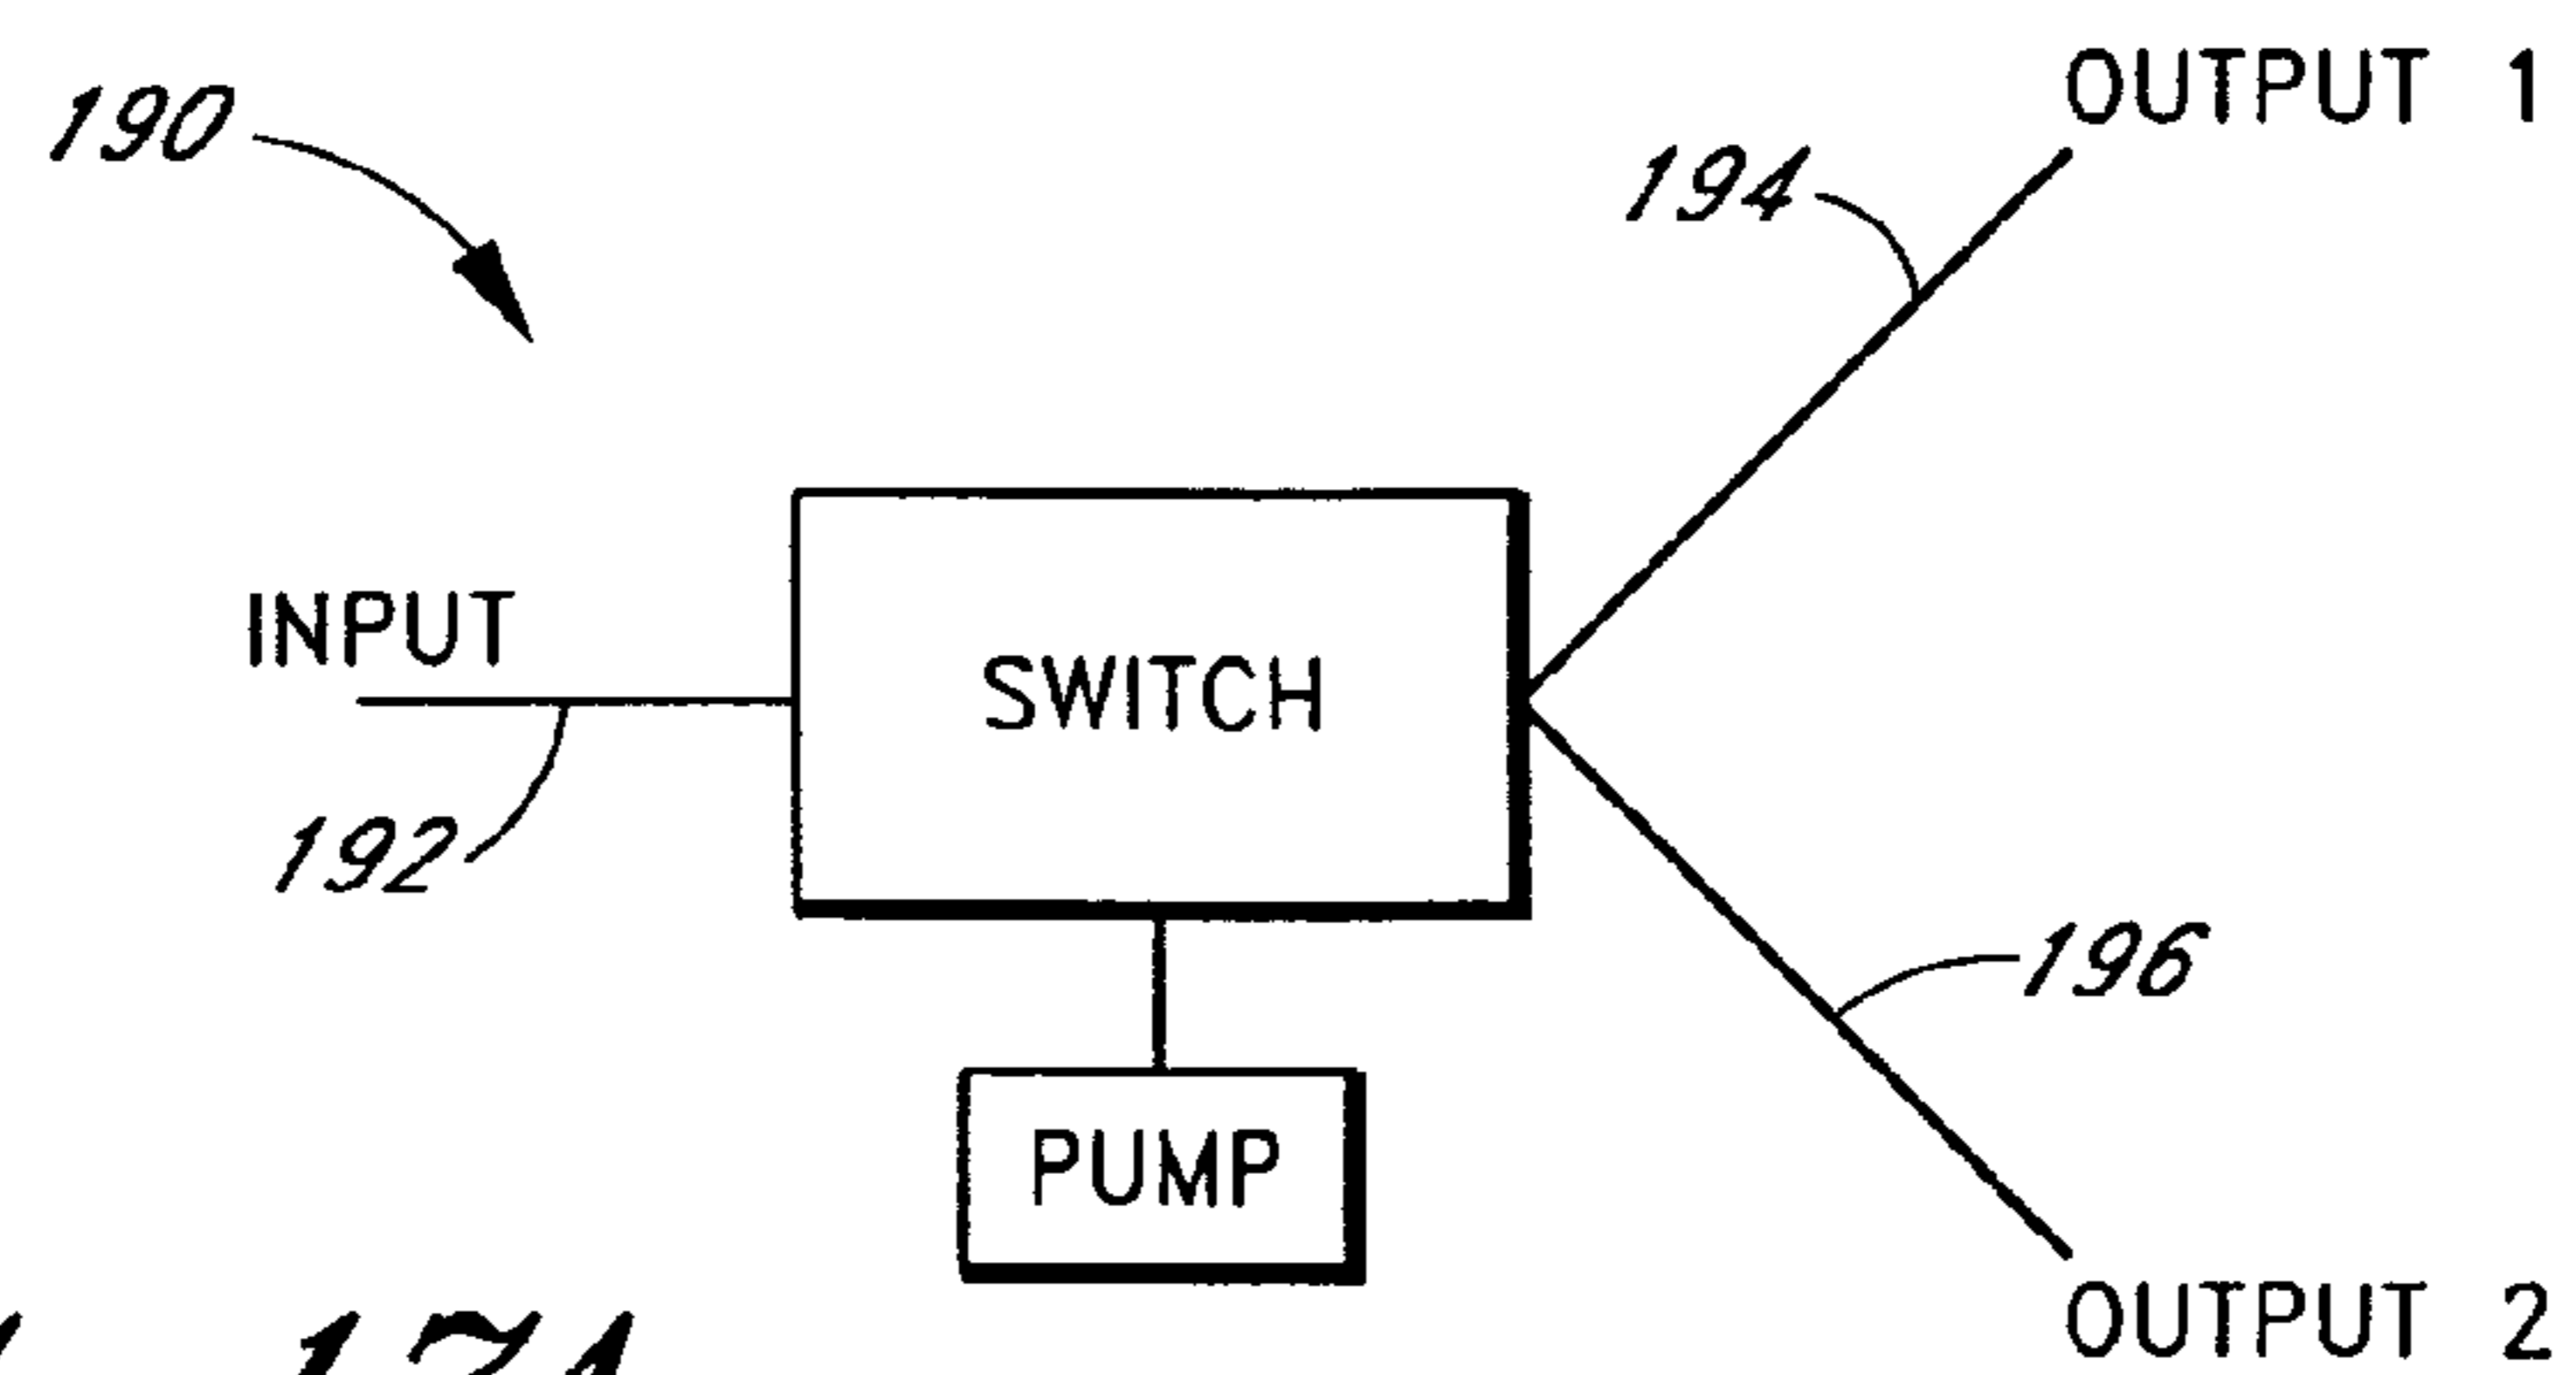 190
OUTPUT 1
194
INPUT
SWITCH
192
196
PUMP
OUTPUT 2